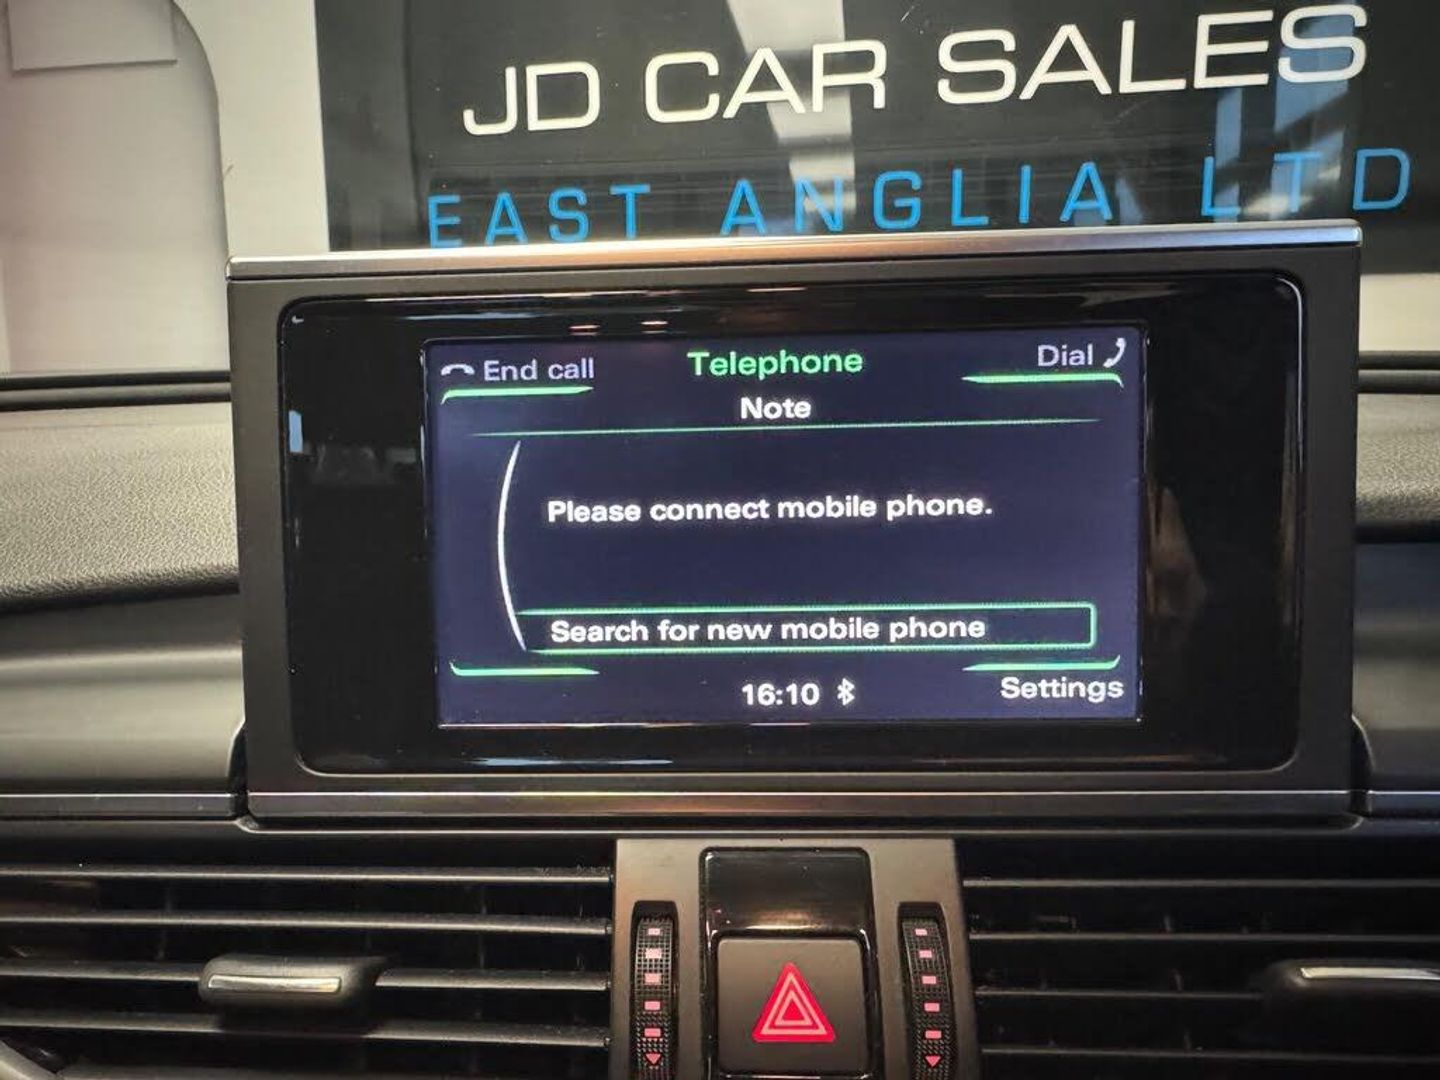 JD CAR SALES
EAST ANGLIA LTD
End call
Telephone
Dial
Note
Please connect mobile phone.
Search for new mobile phone
16:10
Settings